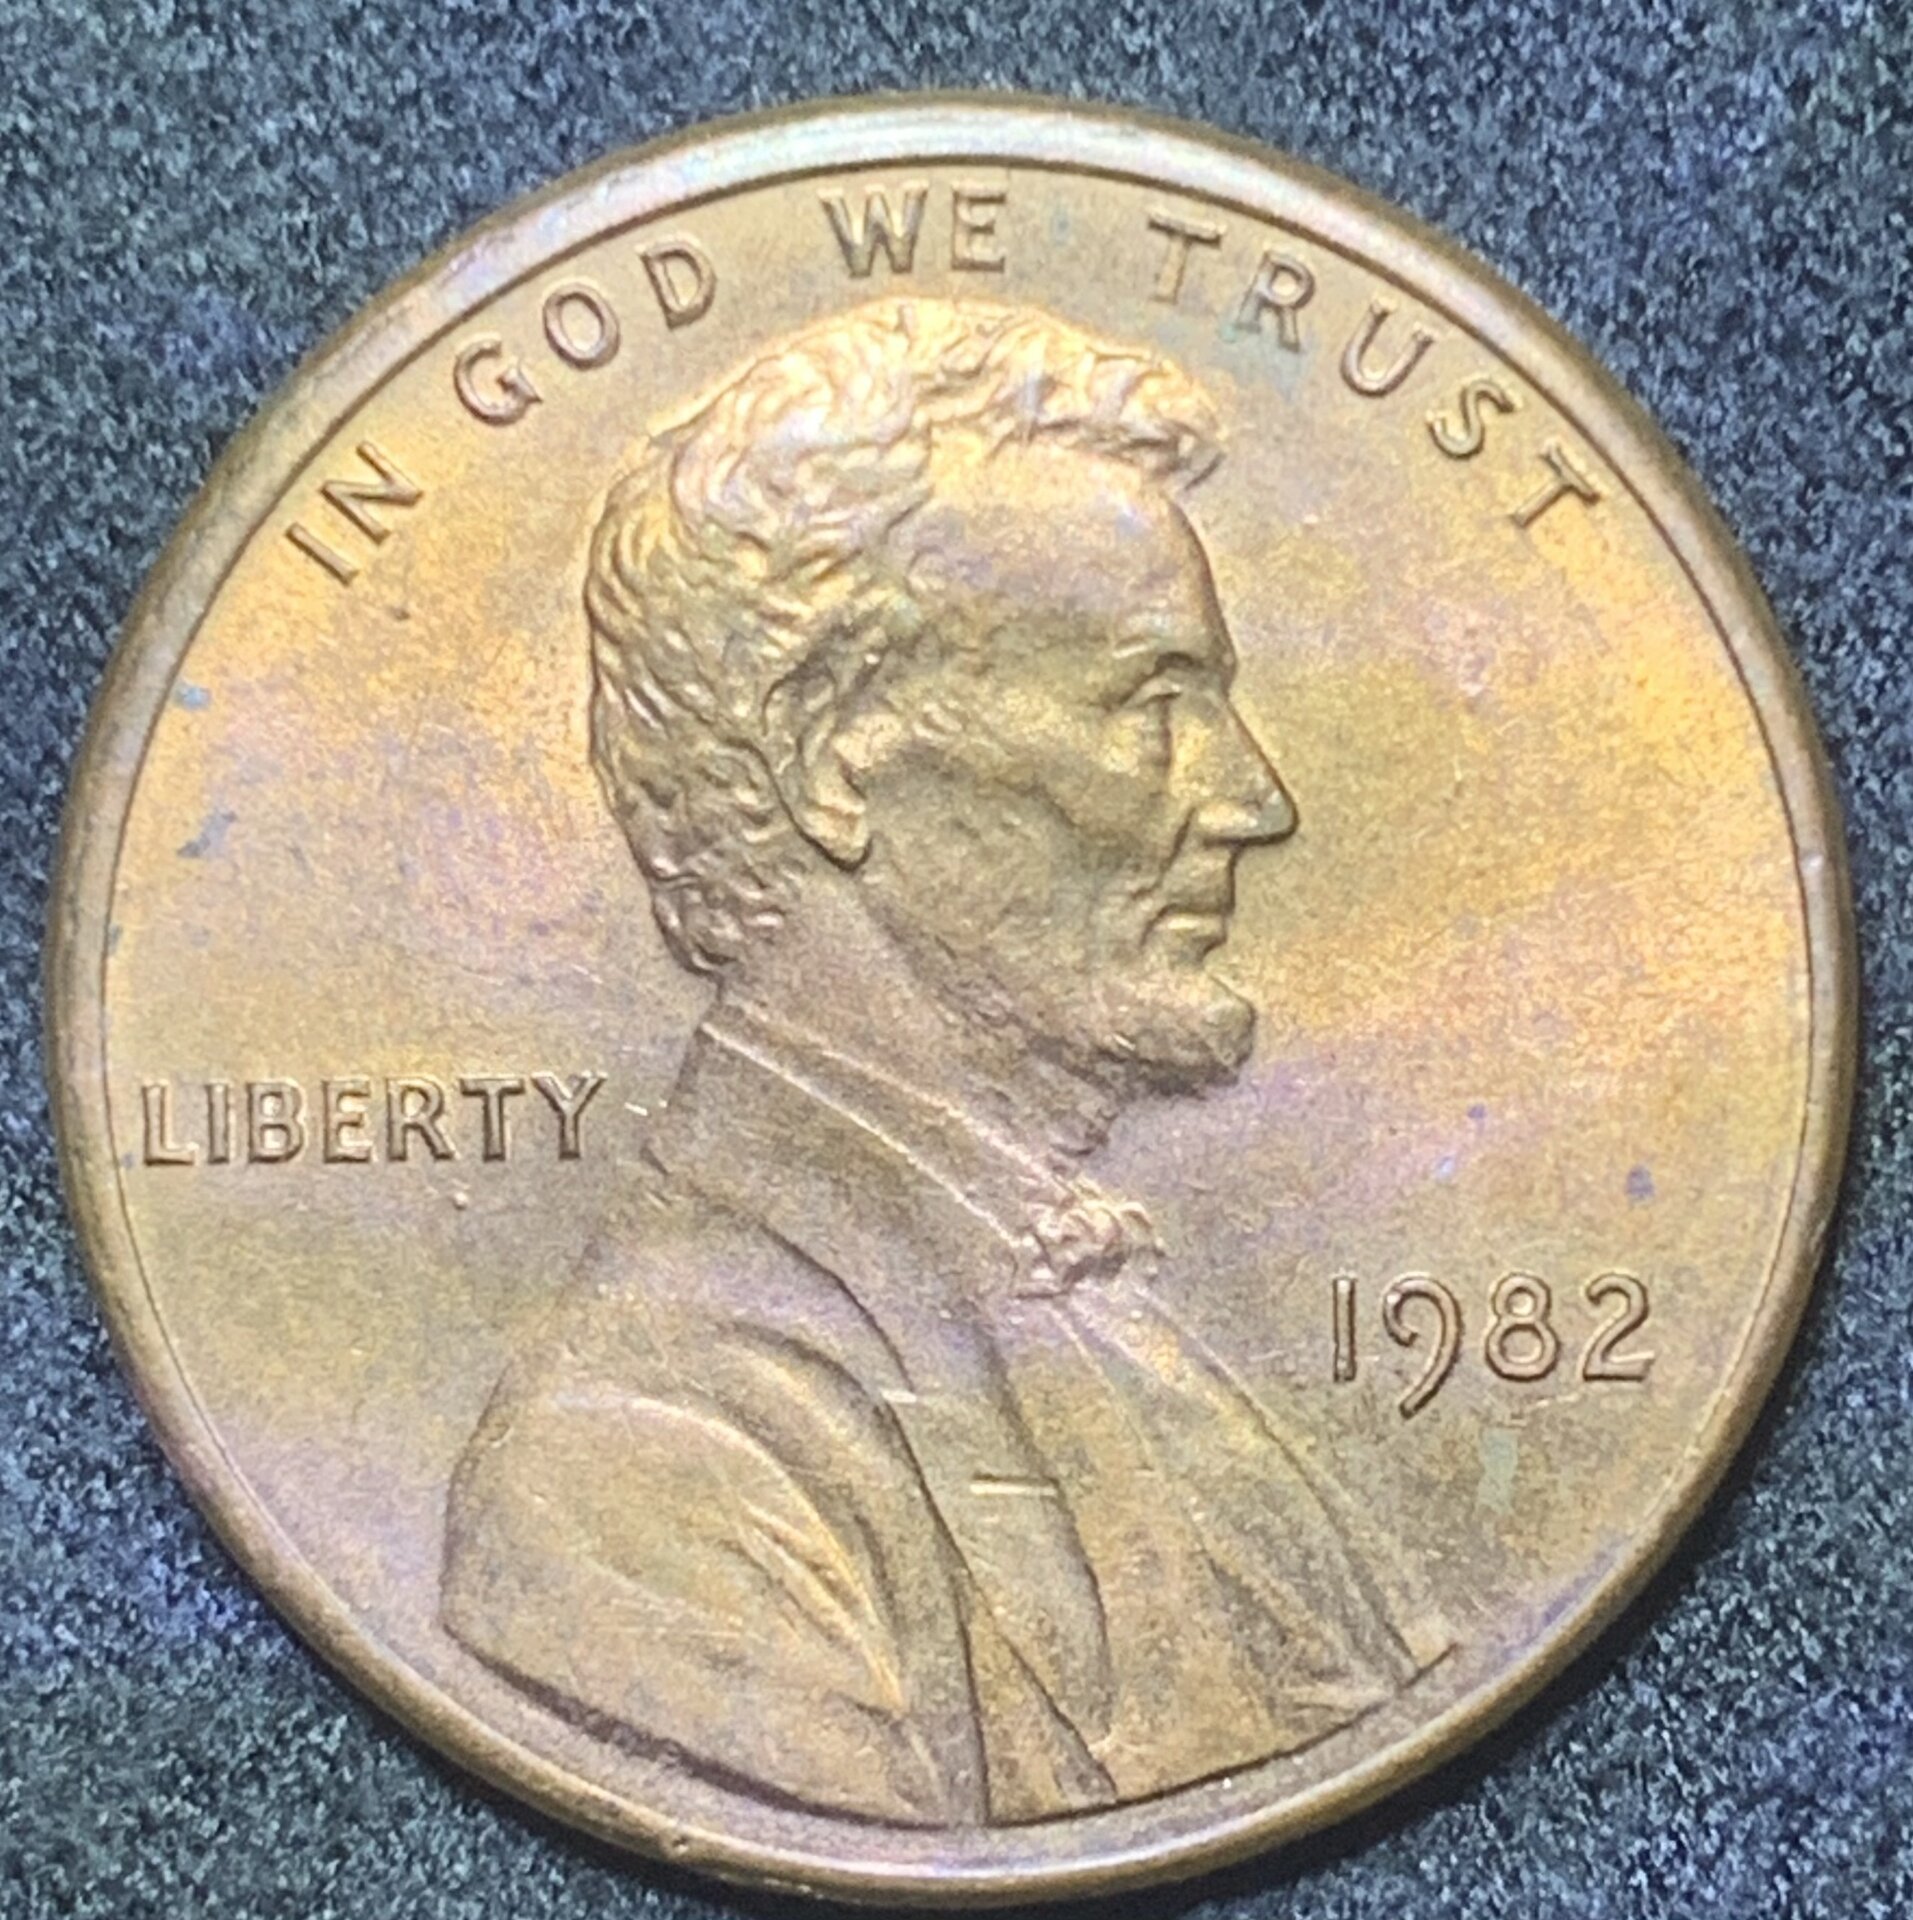 IN GOD WE TRUST
LIBERTY
1982